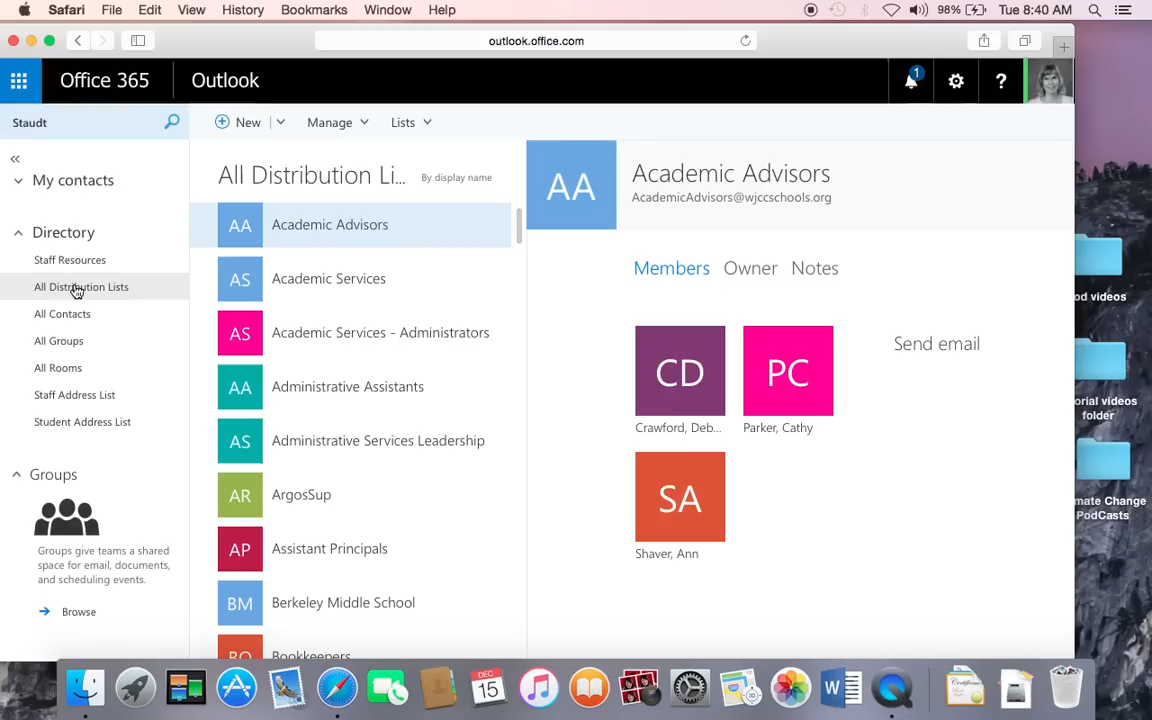 Safari File Edit View History Bookmarks Window Help 98% Tue 8:40 AM
outlook.office.com
Office 365 Outlook 1 ?
Staudt New Manage Lists
My contacts
Directory
Staff Resources
All Distribution Lists
All Contacts
All Groups
All Rooms
Staff Address List
Student Address List
Groups
Groups give teams a shared
space for email, documents,
and scheduling events.
Browse
All Distribution Li... By display name
AA Academic Advisors
AS Academic Services
AS Academic Services - Administrators
AA Administrative Assistants
AS Administrative Services Leadership
AR ArgosSup
AP Assistant Principals
BM Berkeley Middle School
BO Bookkeepers
AA Academic Advisors
AcademicAdvisors@wjccschools.org
Members Owner Notes
CD PC Send email
Crawford, Deb... Parker, Cathy
SA
Shaver, Ann
od videos
orial videos
folder
mate Change
PodCasts
DEC
15